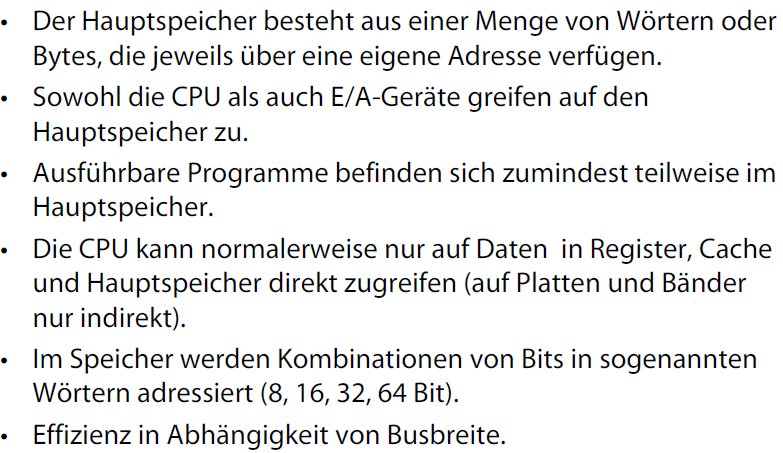 • Der Hauptspeicher besteht aus einer Menge von Wörtern oder
Bytes, die jeweils über eine eigene Adresse verfügen.
• Sowohl die CPU als auch E/A-Geräte greifen auf den
Hauptspeicher zu.
• Ausführbare Programme befinden sich zumindest teilweise im
Hauptspeicher.
• Die CPU kann normalerweise nur auf Daten  in Register, Cache
und Hauptspeicher direkt zugreifen (auf Platten und Bänder
nur indirekt).
• Im Speicher werden Kombinationen von Bits in sogenannten
Wörtern adressiert (8, 16, 32, 64 Bit).
• Effizienz in Abhängigkeit von Busbreite.